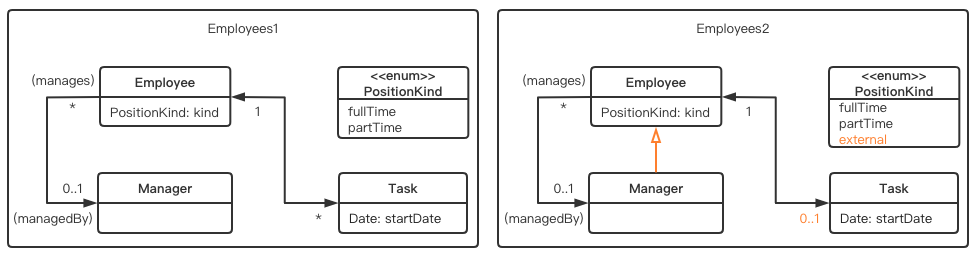 Employees1
(manages)
*
Employee
PositionKind: kind
1
<<enum>>
PositionKind
fullTime
partTime
0..1
(managedBy)
Manager
*
Task
Date: startDate
Employees2
(manages)
*
Employee
PositionKind: kind
1
<<enum>>
PositionKind
fullTime
partTime
external
0..1
(managedBy)
Manager
0..1
Task
Date: startDate